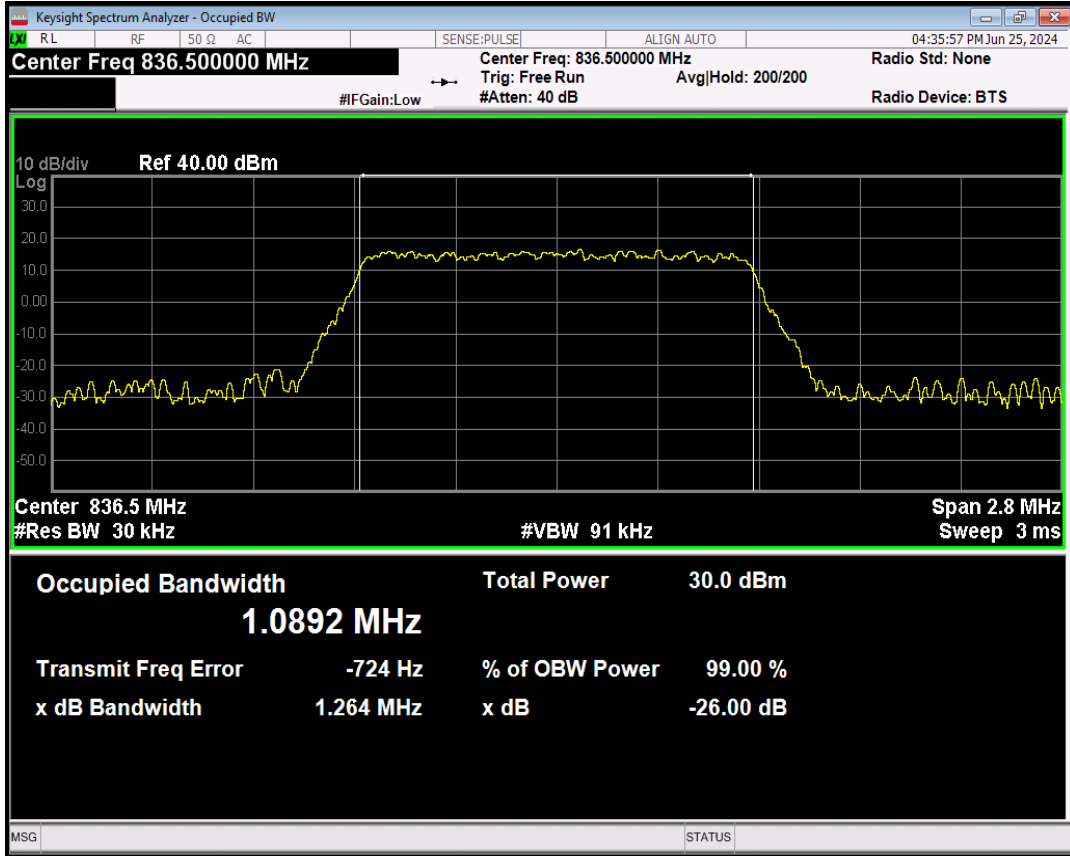 Keysight Spectrum Analyzer - Occupied BW
LXI RL RF 50 Ω AC SENSE:PULSE ALIGN AUTO 04:35:57 PM Jun 25, 2024
Center Freq 836.500000 MHz
Center Freq: 836.500000 MHz
Radio Std: None
Trig: Free Run Avg|Hold: 200/200
#IFGain:Low
#Atten: 40 dB
Radio Device: BTS
10 dB/div Ref 40.00 dBm
Log
30.0
20.0
10.0
0.00
-10.0
-20.0
-30.0
-40.0
-50.0
Center 836.5 MHz Span 2.8 MHz
#Res BW 30 kHz #VBW 91 kHz Sweep 3 ms
Occupied Bandwidth Total Power 30.0 dBm
1.0892 MHz
Transmit Freq Error -724 Hz % of OBW Power 99.00 %
x dB Bandwidth 1.264 MHz x dB -26.00 dB
MSG STATUS